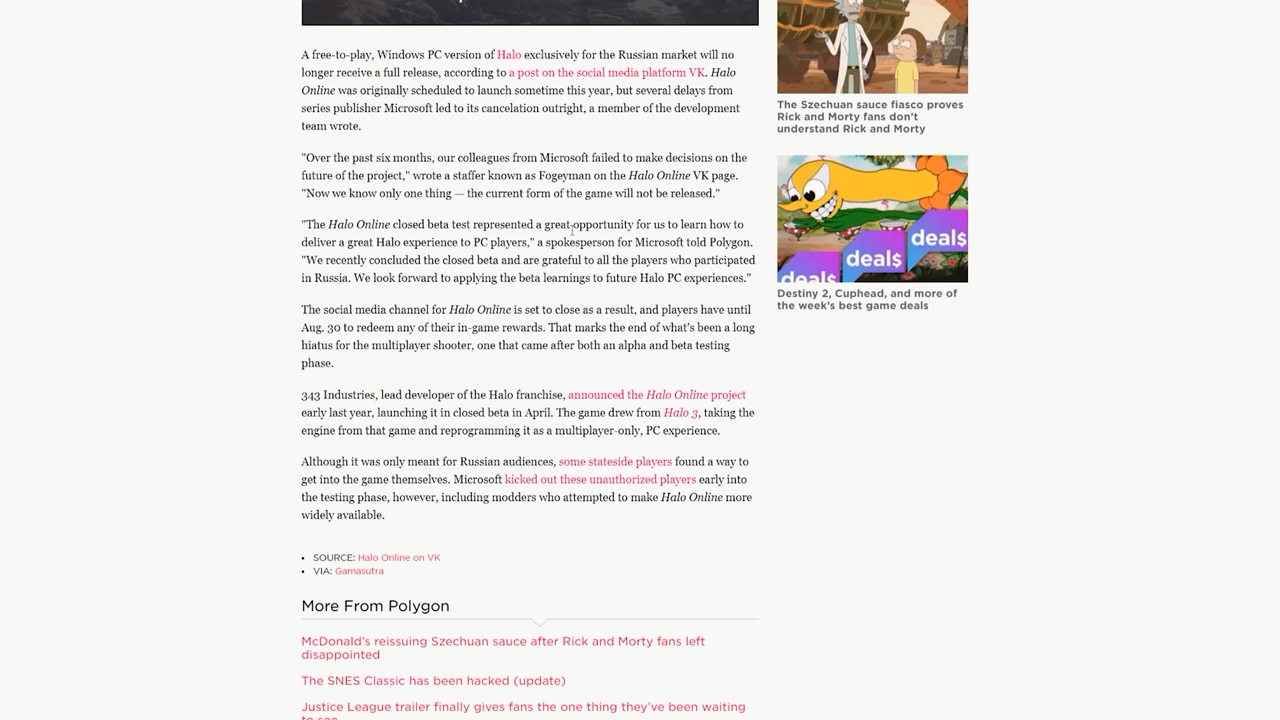 A free-to-play, Windows PC version of Halo exclusively for the Russian market will no
longer receive a full release, according to a post on the social media platform VK. Halo
Online was originally scheduled to launch sometime this year, but several delays from
series publisher Microsoft led to its cancelation outright, a member of the development
team wrote.
"Over the past six months, our colleagues from Microsoft failed to make decisions on the
future of the project," wrote a staffer known as Fogeyman on the Halo Online VK page.
"Now we know only one thing — the current form of the game will not be released."
"The Halo Online closed beta test represented a great opportunity for us to learn how to
deliver a great Halo experience to PC players," a spokesperson for Microsoft told Polygon.
"We recently concluded the closed beta and are grateful to all the players who participated
in Russia. We look forward to applying the beta learnings to future Halo PC experiences."
The social media channel for Halo Online is set to close as a result, and players have until
Aug. 30 to redeem any of their in-game rewards. That marks the end of what's been a long
hiatus for the multiplayer shooter, one that came after both an alpha and beta testing
phase.
343 Industries, lead developer of the Halo franchise, announced the Halo Online project
early last year, launching it in closed beta in April. The game drew from Halo 3, taking the
engine from that game and reprogramming it as a multiplayer-only, PC experience.
Although it was only meant for Russian audiences, some stateside players found a way to
get into the game themselves. Microsoft kicked out these unauthorized players early into
the testing phase, however, including modders who attempted to make Halo Online more
widely available.
• SOURCE: Halo Online on VK
• VIA: Gamasutra
More From Polygon
McDonald's reissuing Szechuan sauce after Rick and Morty fans left
disappointed
The SNES Classic has been hacked (update)
Justice League trailer finally gives fans the one thing they've been waiting
to see
The Szechuan sauce fiasco proves
Rick and Morty fans don't
understand Rick and Morty
deal$
deal$
deal$
Destiny 2, Cuphead, and more of
the week's best game deals